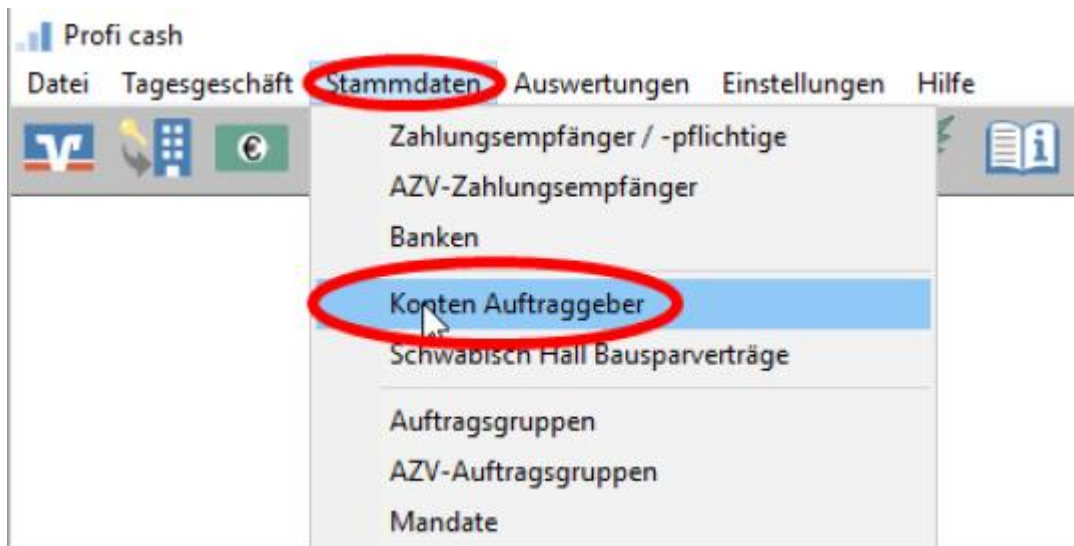 Profi cash
Datei Tagesgeschäft Stammdaten Auswertungen Einstellungen Hilfe
Zahlungsempfänger / -pflichtige
AZV-Zahlungsempfänger
Banken
Konten Auftraggeber
Schwäbisch Hall Bausparverträge
Auftragsgruppen
AZV-Auftragsgruppen
Mandate